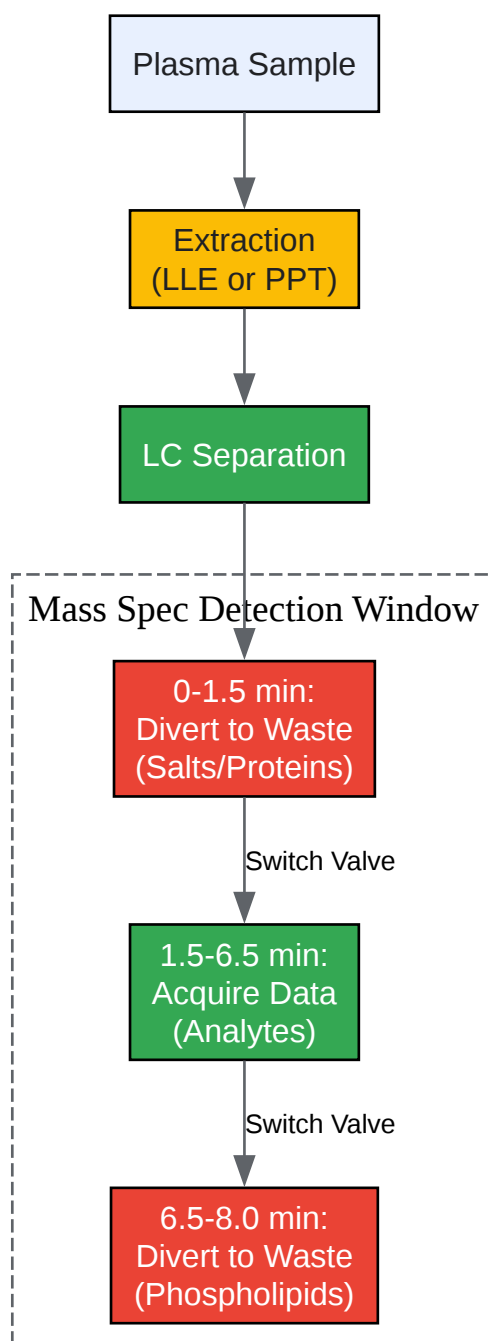 Plasma Sample
Extraction
(LLE or PPT)
LC Separation
Mass Spec Detection Window
0-1.5 min:
Divert to Waste
(Salts/Proteins)
Switch Valve
1.5-6.5 min:
Acquire Data
(Analytes)
Switch Valve
6.5-8.0 min:
Divert to Waste
(Phospholipids)